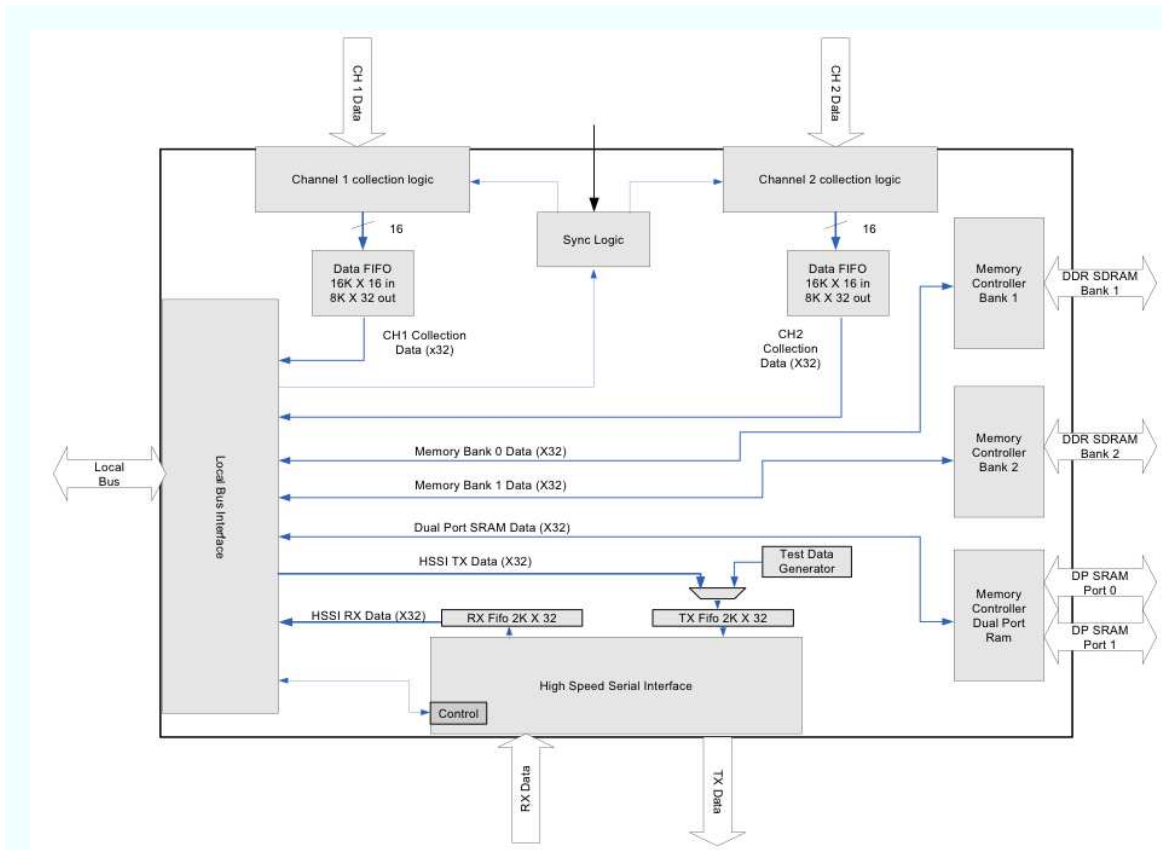 CH 1 Data
CH 2 Data
Channel 1 collection logic
Channel 2 collection logic
16
16
Sync Logic
Data FIFO
16K X 16 in
8K X 32 out
Data FIFO
16K X 16 in
8K X 32 out
Memory
Controller
Bank 1
DDR SDRAM
Bank 1
CH1 Collection
Data (x32)
CH2
Collection
Data (X32)
Local
Bus
Local Bus Interface
Memory Bank 0 Data (X32)
Memory
Controller
Bank 2
DDR SDRAM
Bank 2
Memory Bank 1 Data (X32)
Dual Port SRAM Data (X32)
HSSI TX Data (X32)
Test Data
Generator
Memory
Controller
Dual Port
Ram
DP SRAM
Port 0
DP SRAM
Port 1
HSSI RX Data (X32)
RX Fifo 2K X 32
TX Fifo 2K X 32
High Speed Serial Interface
Control
RX Data
TX Data